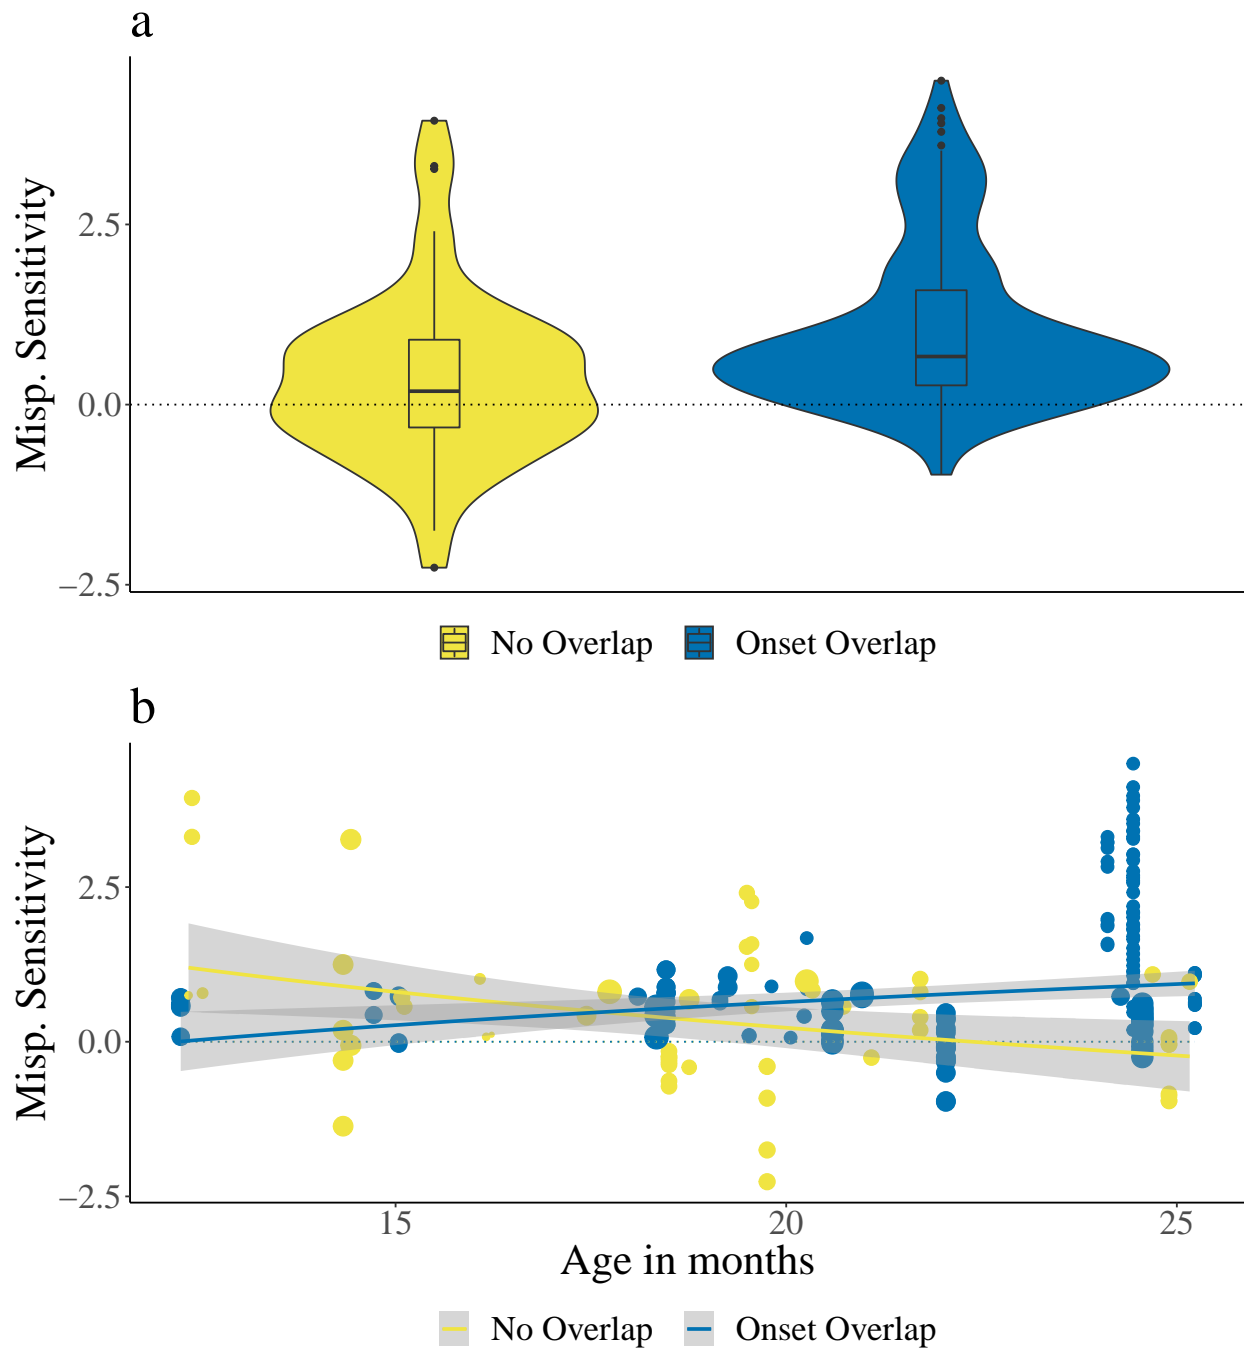 a
Misp. Sensitivity
2.5
0.0
−2.5
No Overlap
Onset Overlap
b
Misp. Sensitivity
2.5
0.0
−2.5
15
20
25
Age in months
No Overlap
Onset Overlap